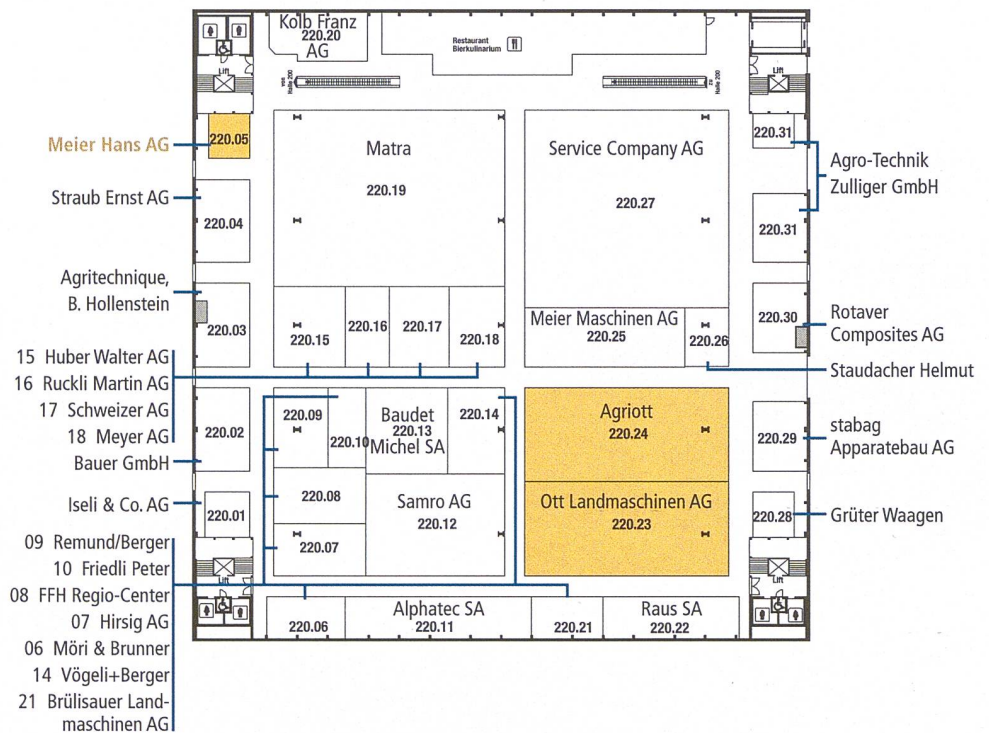 Kolb Franz
220.20
AG
Restaurant
Bierkulinarium
Lift
von
Halle 200
zu
Halle 200
Lift
Meier Hans AG
220.05
Matra
220.19
Service Company AG
220.27
220.31
Agro-Technik
Zulliger GmbH
220.31
Straub Ernst AG
220.04
Agritechnique,
B. Hollenstein
220.03
220.15
220.16
220.17
220.18
Meier Maschinen AG
220.25
220.26
220.30
Rotaver
Composites AG
Staudacher Helmut
15 Huber Walter AG
16 Ruckli Martin AG
17 Schweizer AG
18 Meyer AG
Bauer GmbH
220.02
220.09
220.10
Baudet
220.13
Michel SA
220.14
Agriott
220.24
220.29
stabag
Apparatebau AG
Iseli & Co. AG
220.01
220.08
220.07
Samro AG
220.12
Ott Landmaschinen AG
220.23
220.28
Grüter Waagen
Lift
Lift
09 Remund/Berger
10 Friedli Peter
08 FFH Regio-Center
07 Hirsig AG
06 Möri & Brunner
14 Vögeli+Berger
21 Brülisauer Land-
maschinen AG
220.06
Alphatec SA
220.11
220.21
Raus SA
220.22